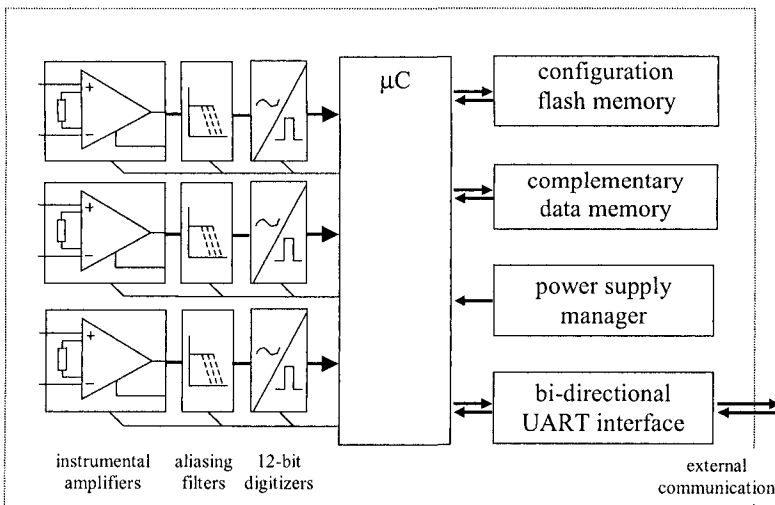 μC
configuration
flash memory
complementary
data memory
power supply
manager
bi-directional
UART interface
instrumental
amplifiers
aliasing
filters
12-bit
digitizers
external
communication